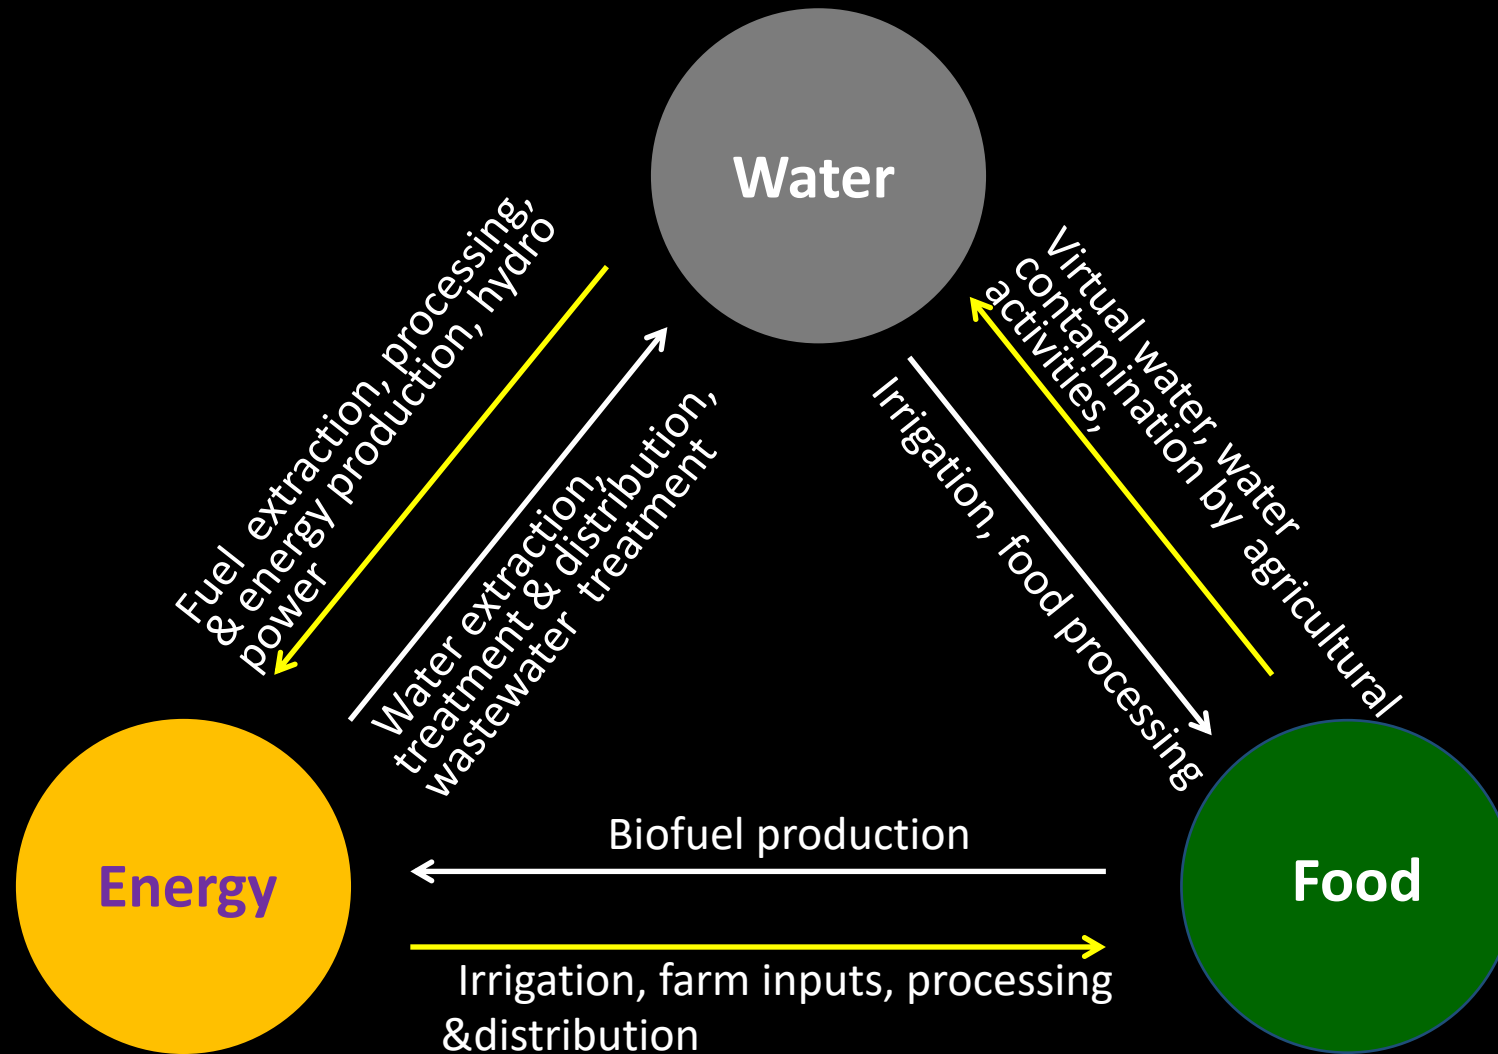 Water
Fuel extraction, processing,
& energy production, hydro
power
Water extraction,
treatment & distribution,
wastewater treatment
Virtual water, water
contamination by agricultural
activities,
Irrigation, food processing
Biofuel production
Energy
Food
Irrigation, farm inputs, processing
&distribution